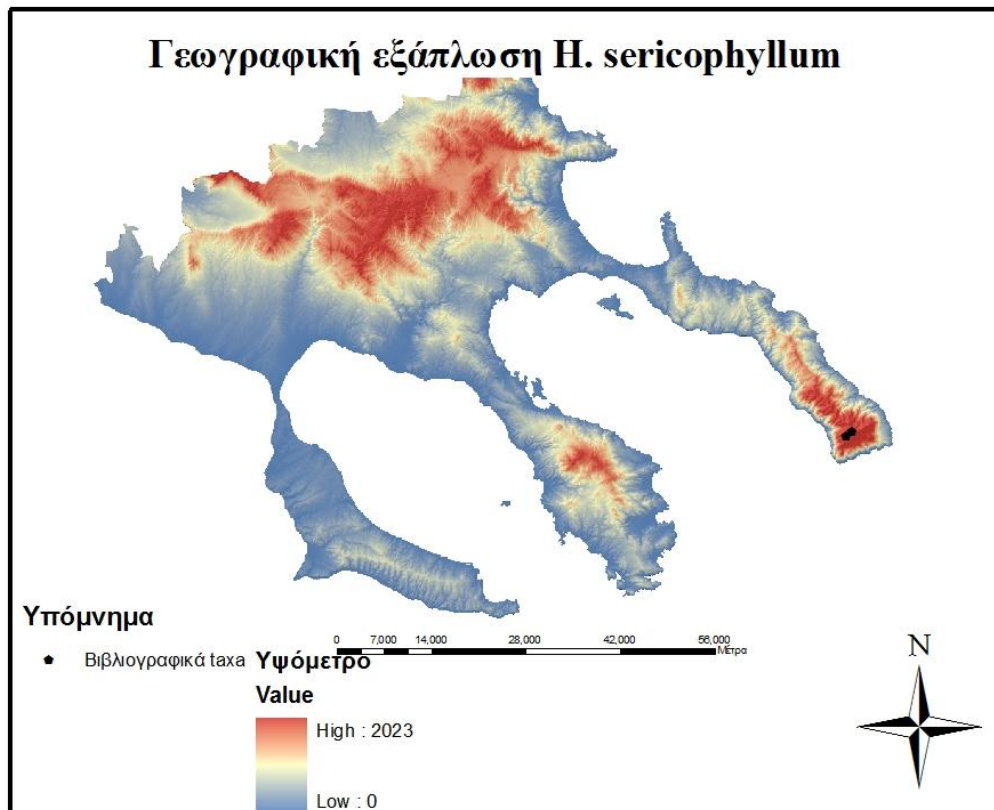 Γεωγραφική εξάπλωση H. sericophyllum
Υπόμνημα
Βιβλιογραφικά taxa
Υψόμετρο
Value
High : 2023
Low : 0
0 7,000 14,000 28,000 42,000 56,000
Μέτρα
N